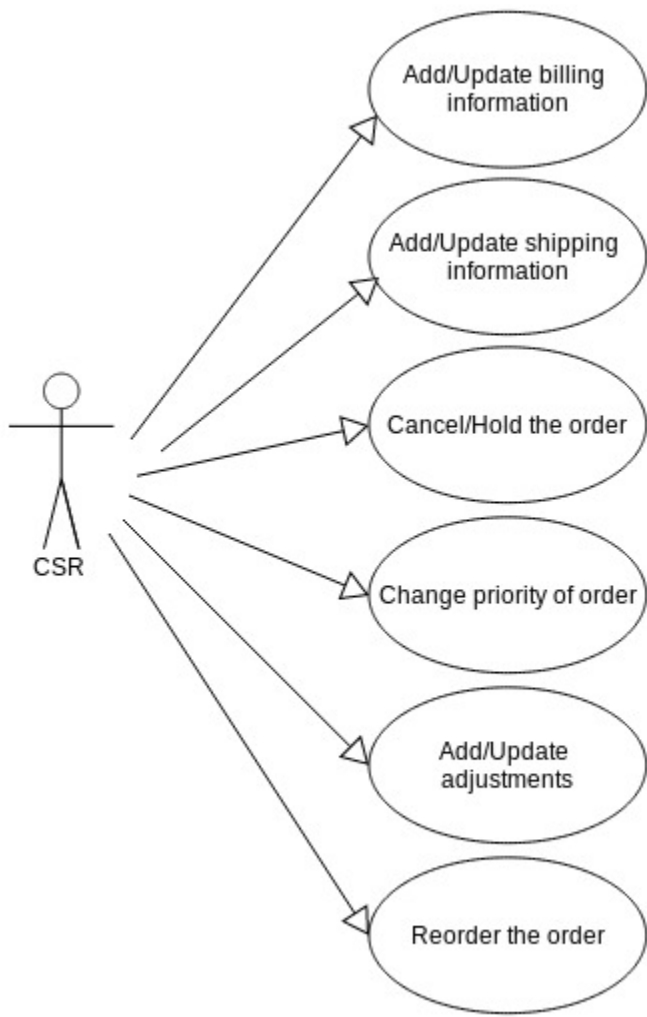 Add/Update billing
information
Add/Update shipping
information
Cancel/Hold the order
CSR
Change priority of order
Add/Update
adjustments
Reorder the order